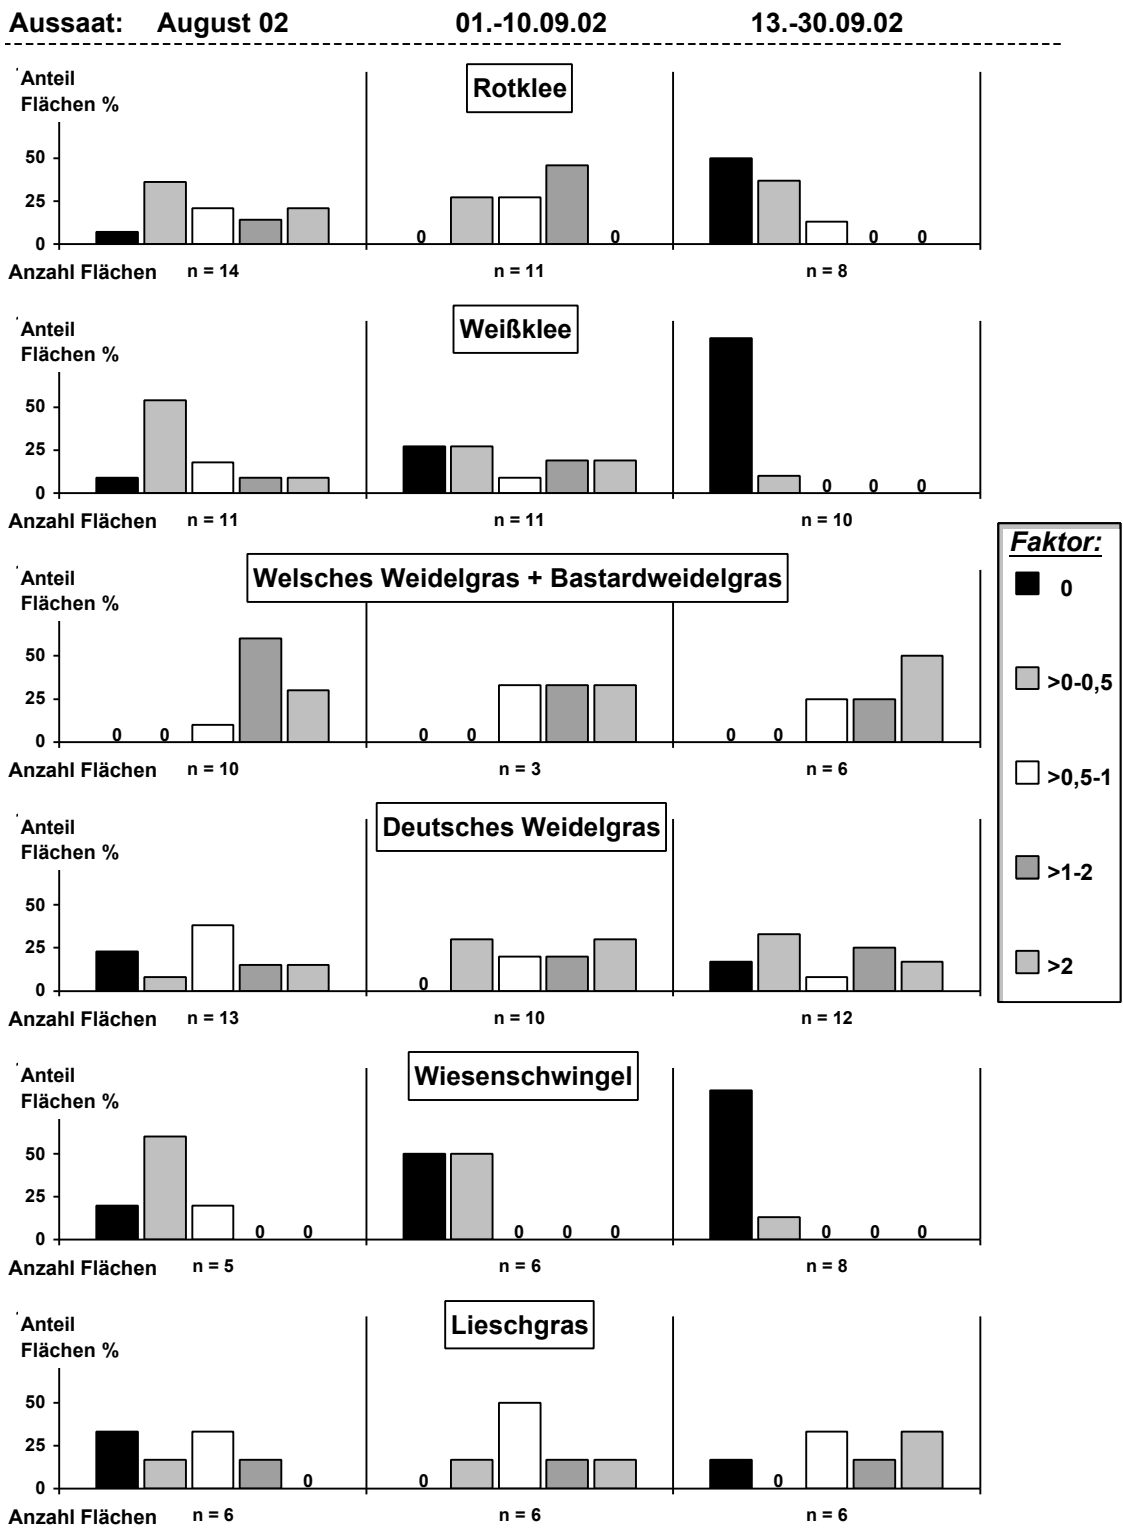 Aussaat: August 02 01.-10.09.02 13.-30.09.02
Anteil
Flächen %
Rotklee
50
25
0
0 0 0 0
Anzahl Flächen n = 14 n = 11 n = 8
Anteil
Flächen %
Weißklee
50
25
0
0 0 0
Anzahl Flächen n = 11 n = 11 n = 10
Anteil
Flächen %
Welsches Weidelgras + Bastardweidelgras
50
25
0
0 0 0 0 0 0
Anzahl Flächen n = 10 n = 3 n = 6
Anteil
Flächen %
Deutsches Weidelgras
50
25
0
0
Anzahl Flächen n = 13 n = 10 n = 12
Anteil
Flächen %
Wiesenschwingel
50
25
0
0 0 0 0 0 0 0 0
Anzahl Flächen n = 5 n = 6 n = 8
Anteil
Flächen %
Lieschgras
50
25
0
0 0 0
Anzahl Flächen n = 6 n = 6 n = 6
Faktor:
0
>0-0,5
>0,5-1
>1-2
>2